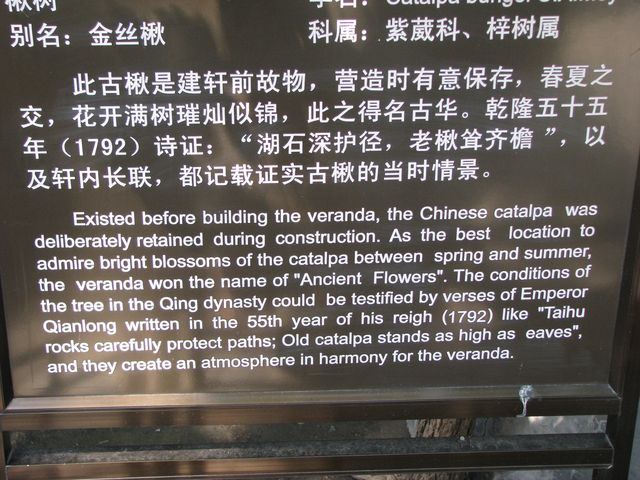 楸树 学名： Catalpa bungei C.A.Mey
别名：金丝楸 科属：紫葳科、梓树属
此古楸是建轩前故物，营造时有意保存，春夏之
交，花开满树璀灿似锦，此之得名古华。乾隆五十五
年（1792）诗证：“湖石深护径，老楸耸齐檐”，以
及轩内长联，都记载证实古楸的当时情景。
Existed before building the veranda, the Chinese catalpa was
deliberately retained during construction. As the best location to
admire bright blossoms of the catalpa between spring and summer,
the veranda won the name of "Ancient Flowers". The conditions of
the tree in the Qing dynasty could be testified by verses of Emperor
Qianlong written in the 55th year of his reigh (1792) like "Taihu
rocks carefully protect paths; Old catalpa stands as high as eaves",
and they create an atmosphere in harmony for the veranda.